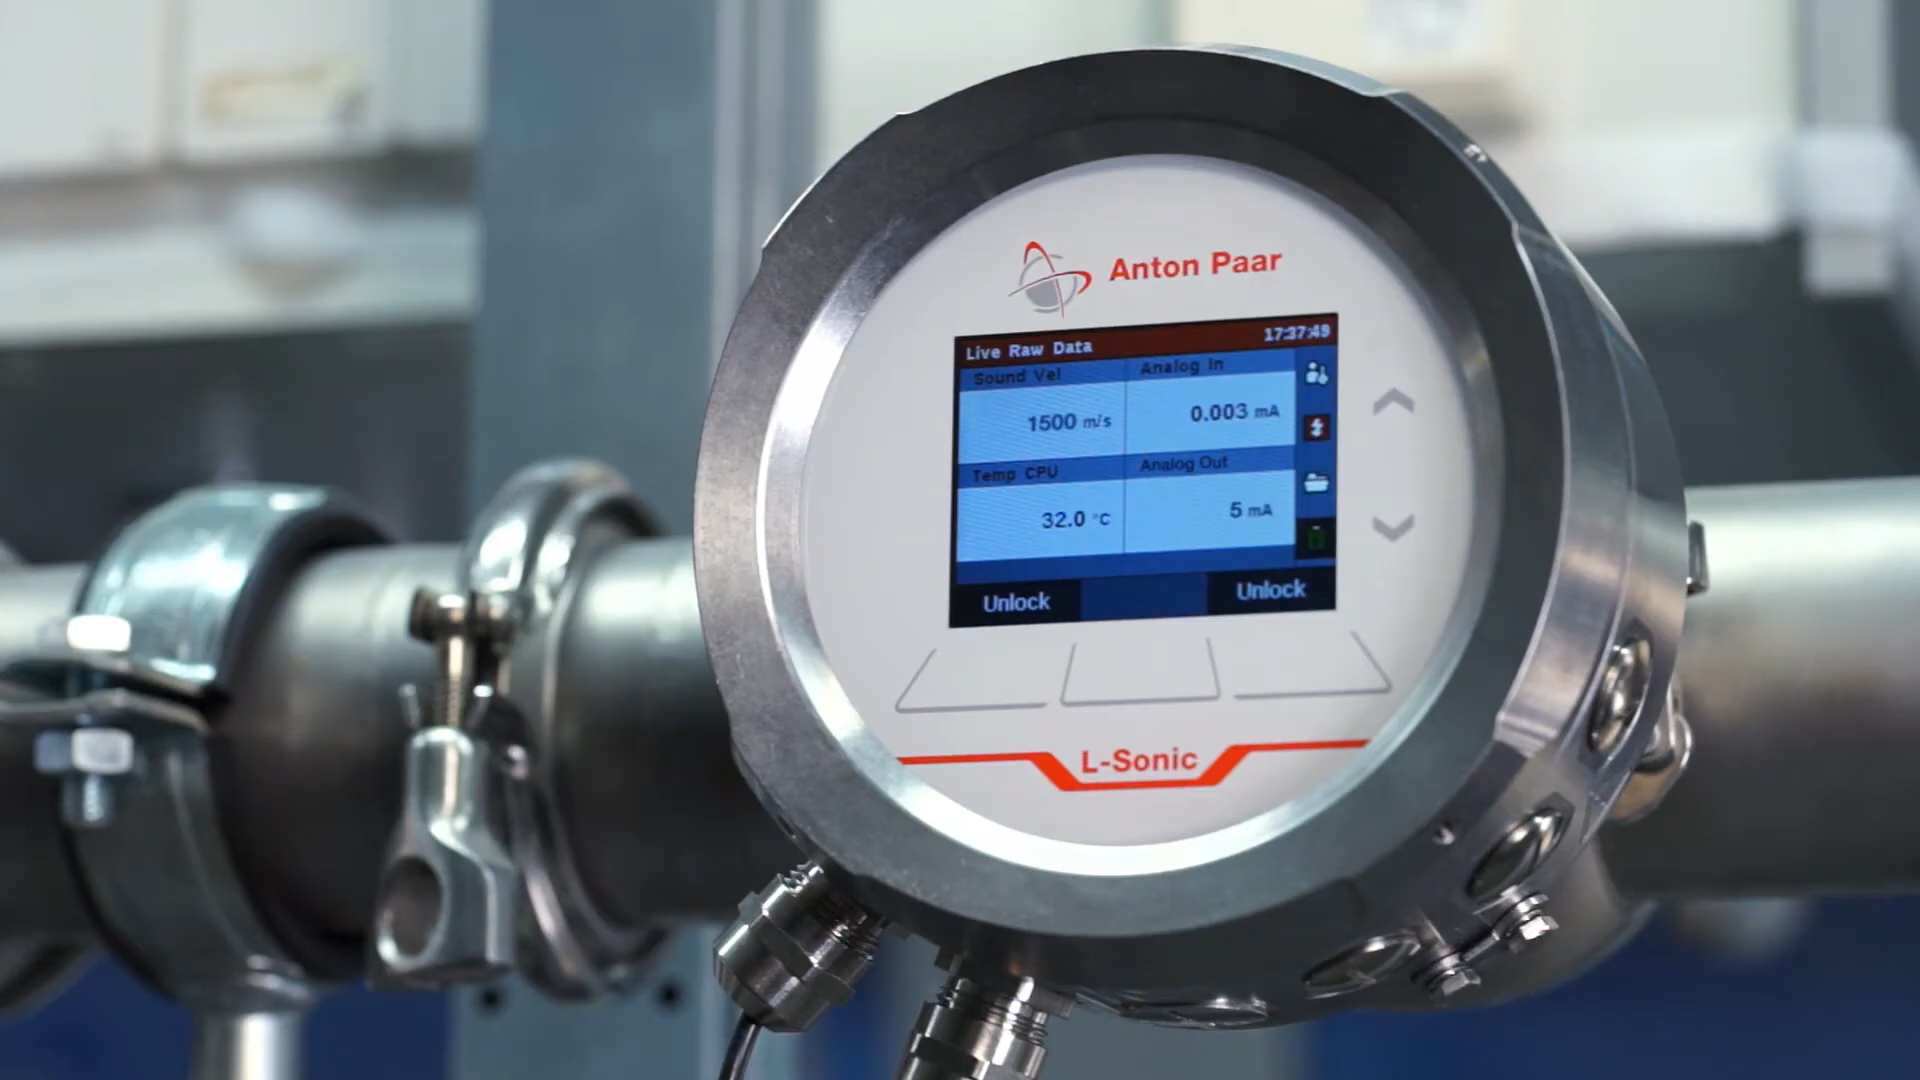 Anton Paar
Live Raw Data 17:37:49
Sound Vel Analog In
1500 m/s 0.003 mA
Temp CPU Analog Out
32.0 °C 5 mA
Unlock Unlock
L-Sonic